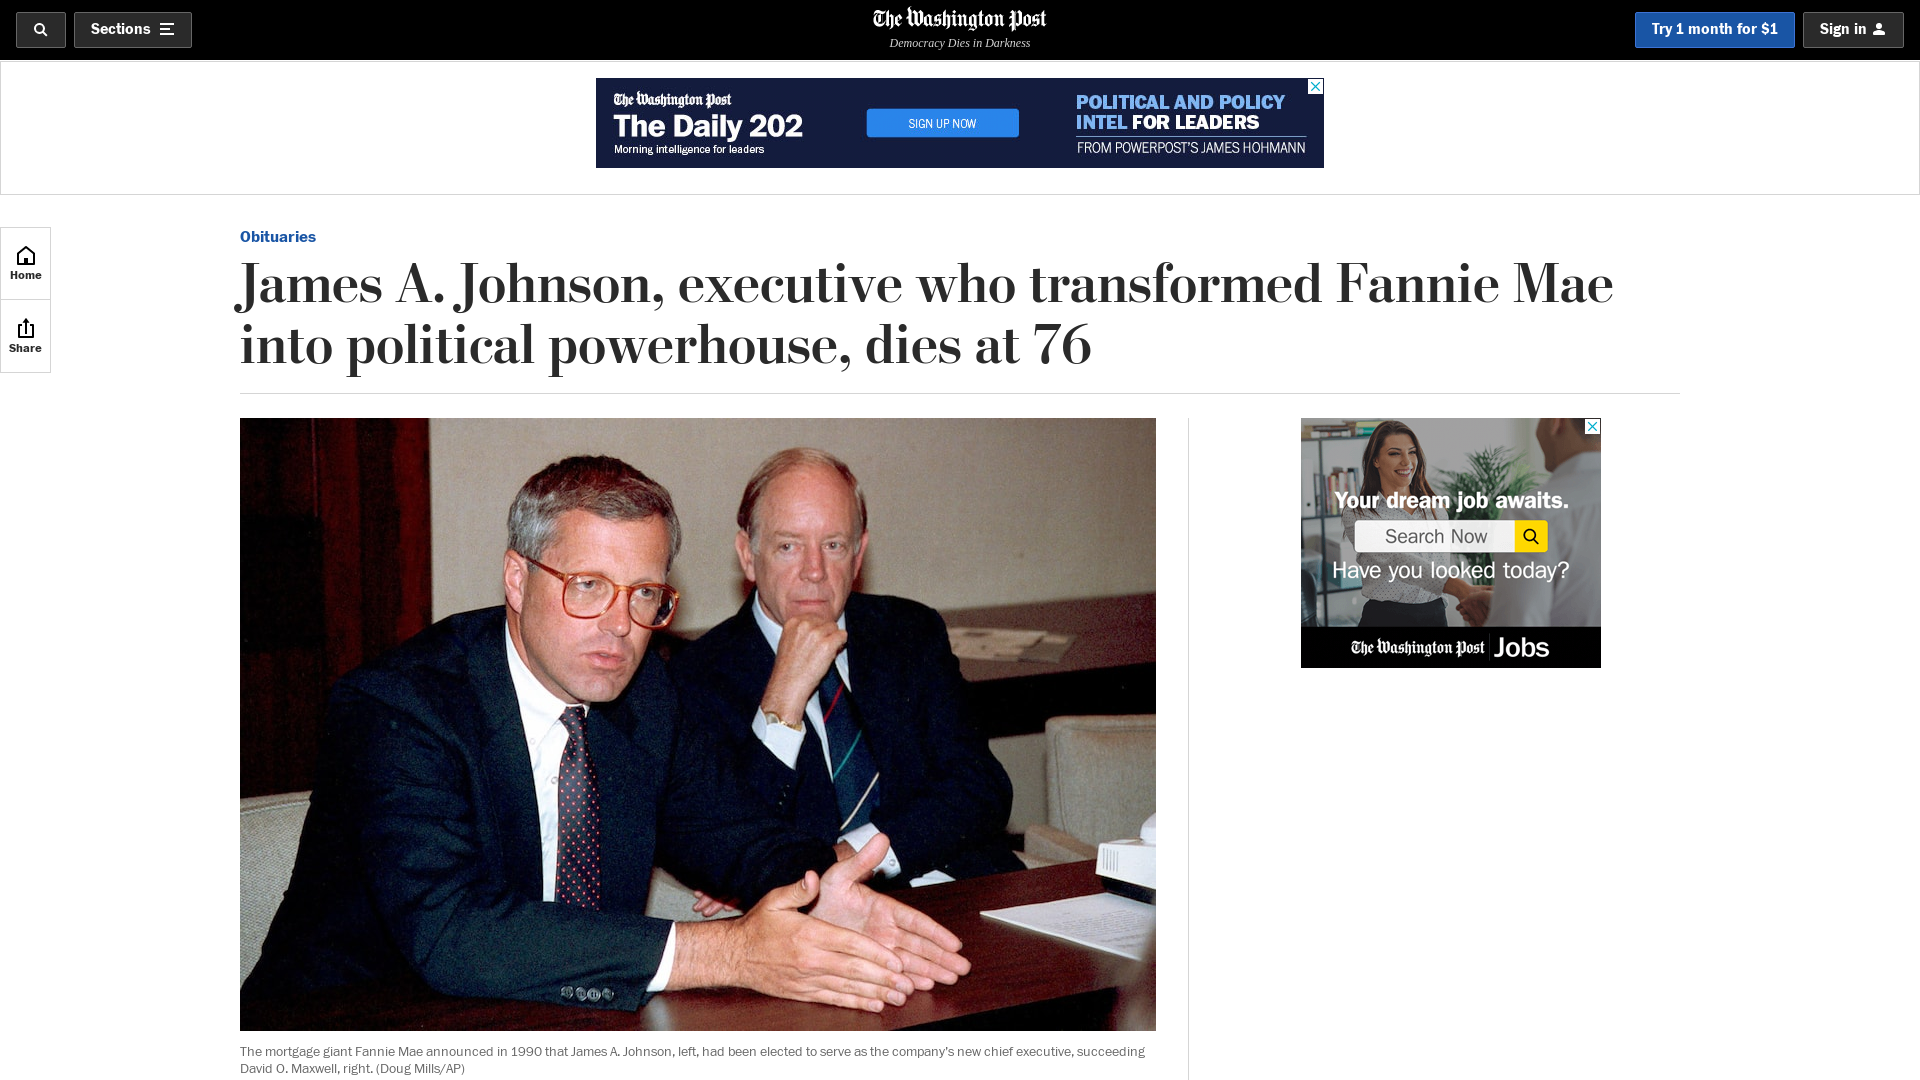 Sections
The Washington Post
Democracy Dies in Darkness
Try 1 month for $1
Sign in
The Washington Post
The Daily 202
Morning intelligence for leaders
SIGN UP NOW
POLITICAL AND POLICY
INTEL FOR LEADERS
FROM POWERPOST'S JAMES HOHMANN
Home
Share
Obituaries
James A. Johnson, executive who transformed Fannie Mae
into political powerhouse, dies at 76
Your dream job awaits.
Search Now
Have you looked today?
The Washington Post Jobs
The mortgage giant Fannie Mae announced in 1990 that James A. Johnson, left, had been elected to serve as the company's new chief executive, succeeding
David O. Maxwell, right. (Doug Mills/AP)